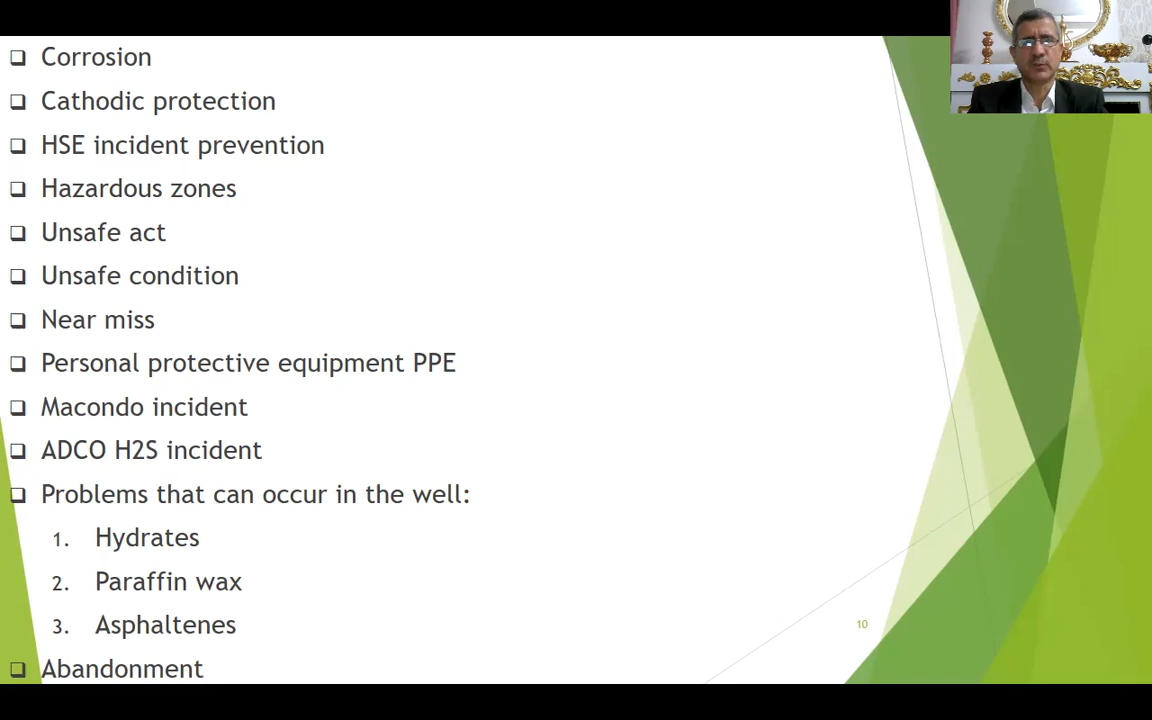 ❑ Corrosion
❑ Cathodic protection
❑ HSE incident prevention
❑ Hazardous zones
❑ Unsafe act
❑ Unsafe condition
❑ Near miss
❑ Personal protective equipment PPE
❑ Macondo incident
❑ ADCO H2S incident
❑ Problems that can occur in the well:
1. Hydrates
2. Paraffin wax
3. Asphaltenes
10
❑ Abandonment